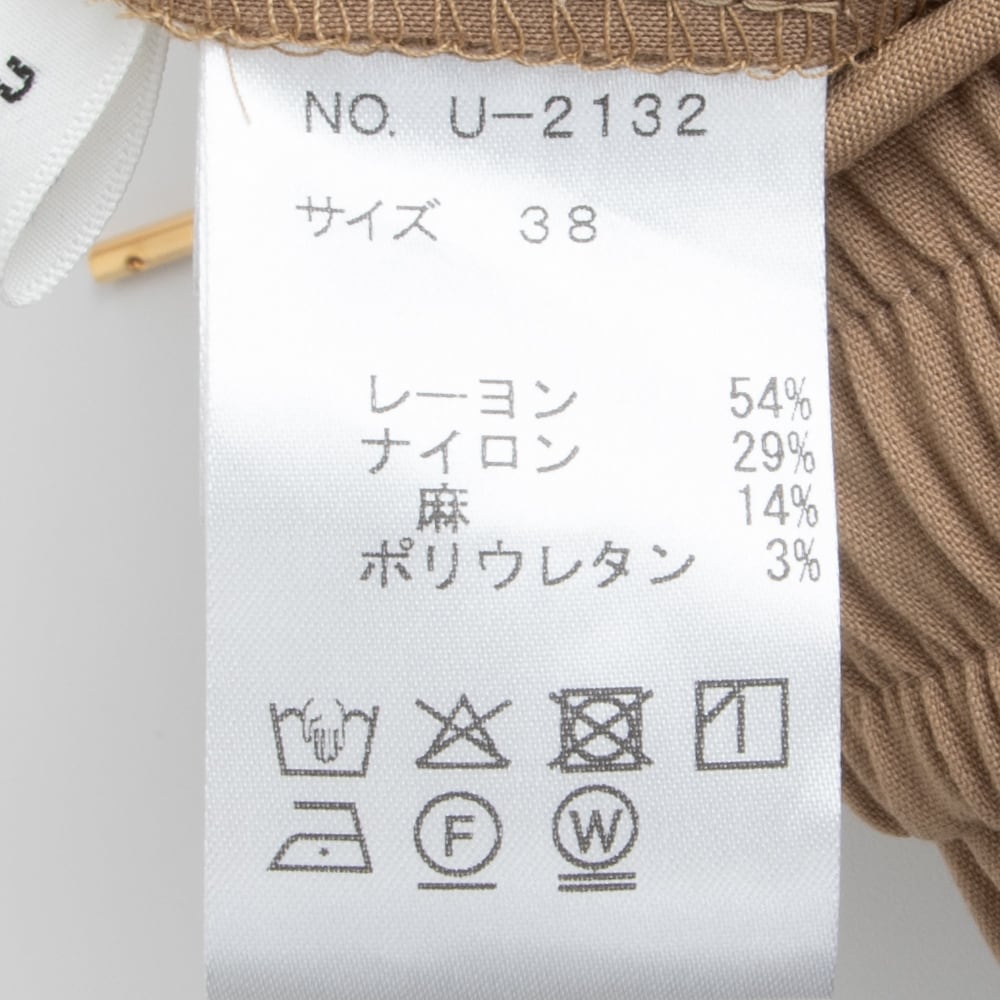 NO. U-2132
サイズ 38
レーヨン 54%
ナイロン 29%
麻 14%
ポリウレタン 3%
F W